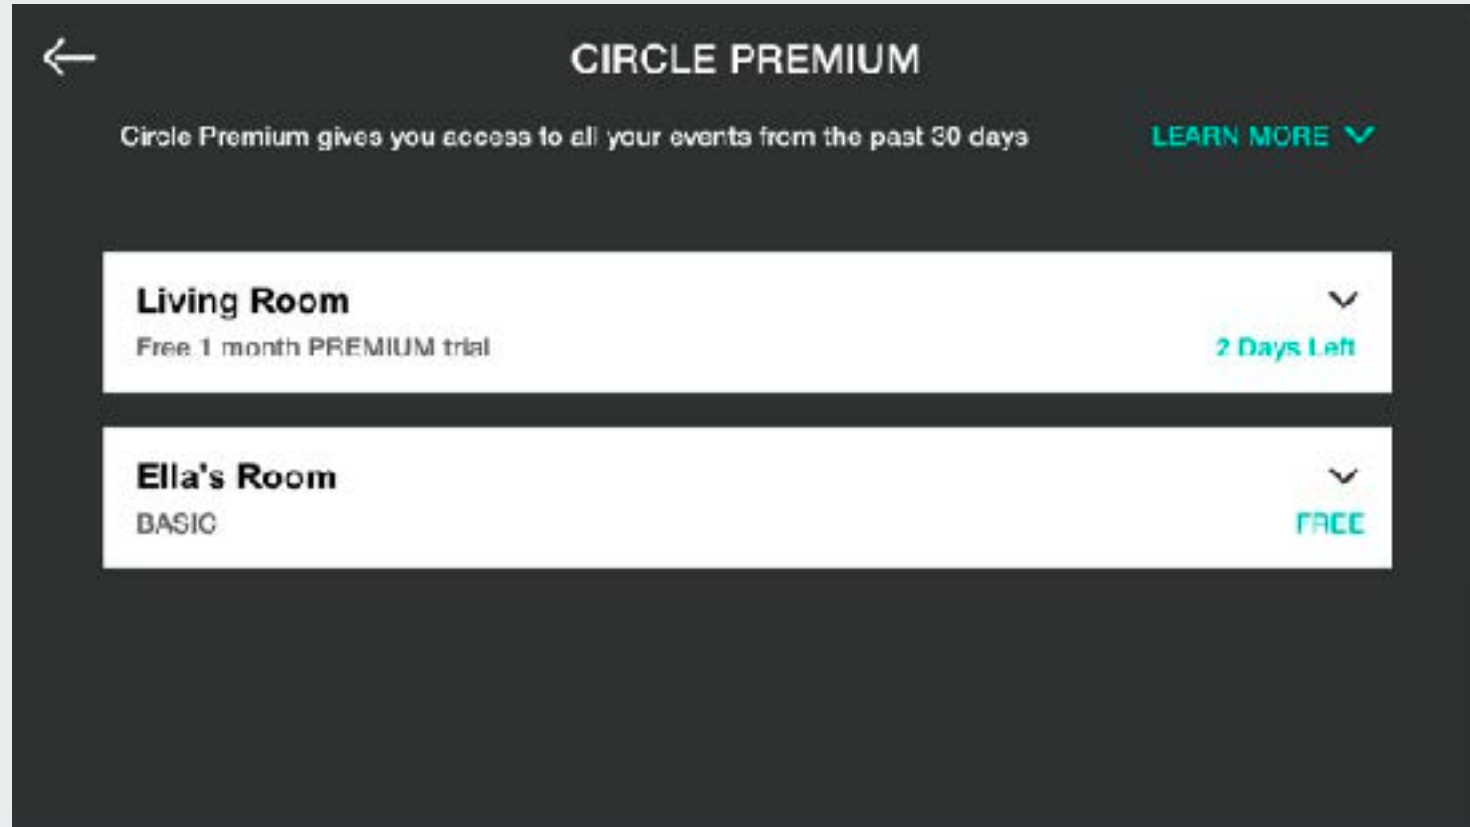 CIRCLE PREMIUM
Circle Premium gives you access to all your events from the past 30 days
LEARN MORE
Living Room
Free 1 month PREMIUM trial
2 Days Left
Ella's Room
BASIC
FREE